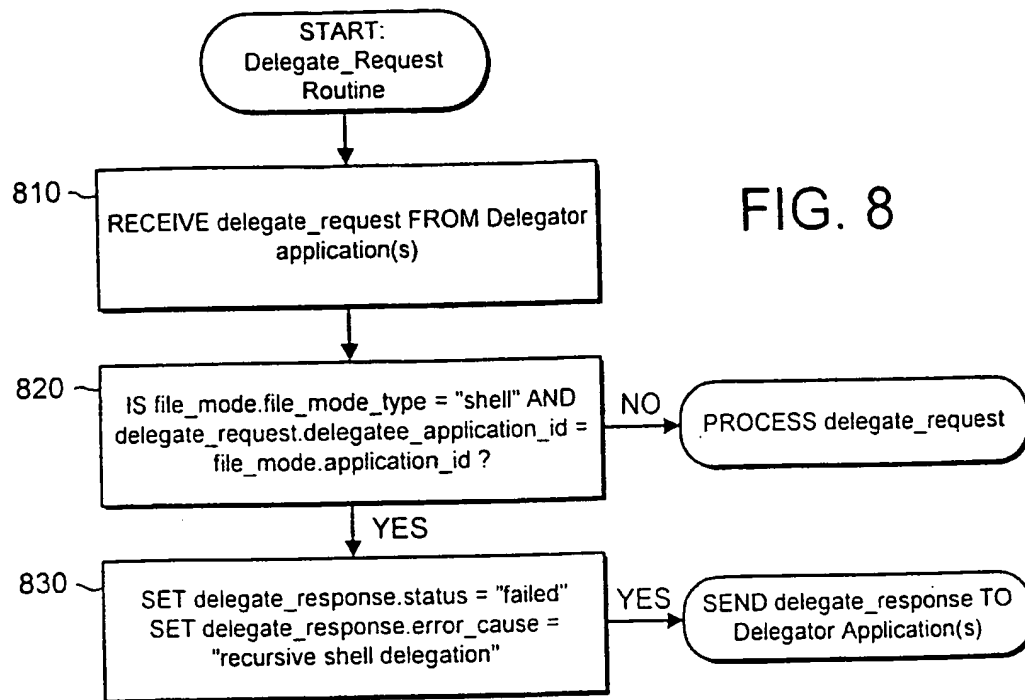 START:
Delegate_Request
Routine
810
RECEIVE delegate_request FROM Delegator
application(s)
FIG. 8
820
IS file_mode.file_mode_type = "shell" AND
delegate_request.delegatee_application_id =
file_mode.application_id ?
NO
PROCESS delegate_request
YES
830
SET delegate_response.status = "failed"
SET delegate_response.error_cause =
"recursive shell delegation"
YES
SEND delegate_response TO
Delegator Application(s)